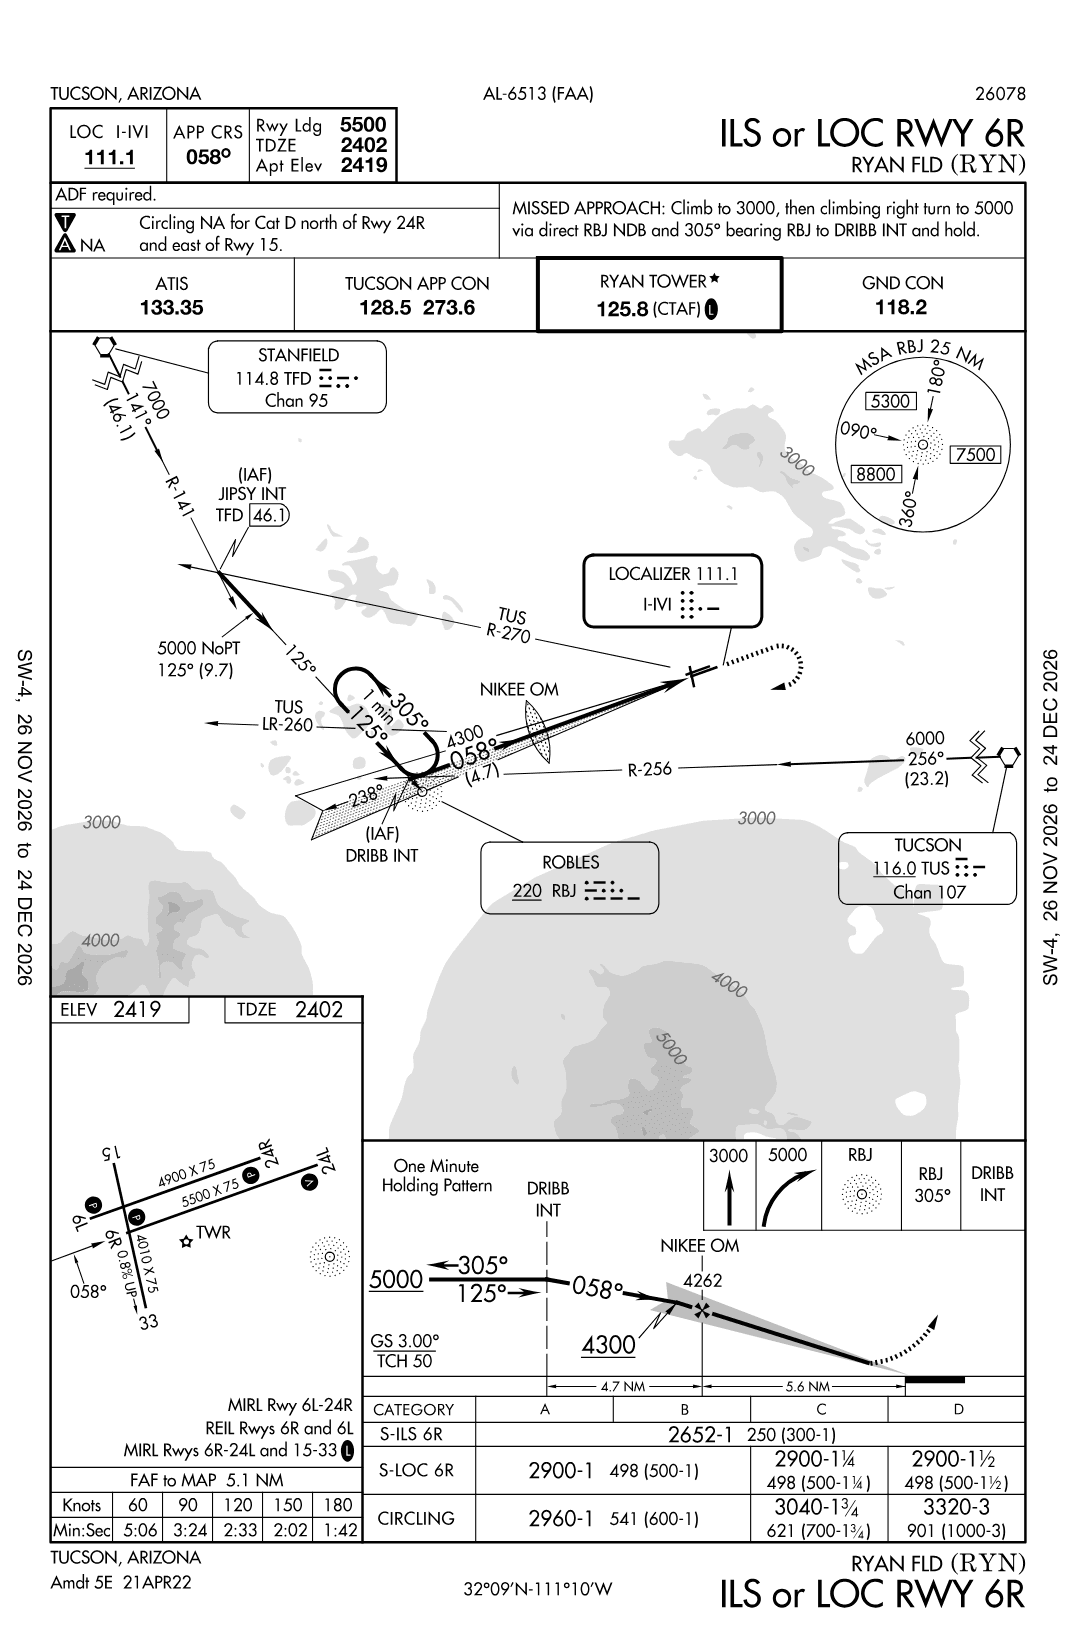 TUCSON, ARIZONA
AL-6513 (FAA)
26078
LOC I-IVI
111.1
APP CRS
058°
Rwy Ldg 5500
TDZE 2402
Apt Elev 2419
ILS or LOC RWY 6R
RYAN FLD (RYN)
ADF required.
T
A NA
Circling NA for Cat D north of Rwy 24R
and east of Rwy 15.
MISSED APPROACH: Climb to 3000, then climbing right turn to 5000
via direct RBJ NDB and 305° bearing RBJ to DRIBB INT and hold.
ATIS
133.35
TUCSON APP CON
128.5 273.6
RYAN TOWER★
125.8 (CTAF) L
GND CON
118.2
STANFIELD
114.8 TFD
Chan 95
7000
141°
(46.1)
R-141
(IAF)
JIPSY INT
TFD 46.1
MSA RBJ 25 NM
180°
5300
090°
7500
8800
360°
3000
LOCALIZER 111.1
I-IVI
TUS
R-270
5000 NoPT
125° (9.7)
125°
NIKEE OM
1 min
305°
125°
TUS
LR-260
4300
058°
(4.7)
6000
256°
(23.2)
R-256
238°
(IAF)
DRIBB INT
3000
3000
ROBLES
220 RBJ
TUCSON
116.0 TUS
Chan 107
4000
4000
5000
SW-4, 26 NOV 2026 to 24 DEC 2026
SW-4, 26 NOV 2026 to 24 DEC 2026
ELEV 2419
TDZE 2402
15
24R
24L
4900 X 75
5500 X 75
P
V
P
P
6L
6R
0.8% UP
4010 X 75
TWR
058°
33
MIRL Rwy 6L-24R
REIL Rwys 6R and 6L
MIRL Rwys 6R-24L and 15-33 L
FAF to MAP 5.1 NM
Knots 60 90 120 150 180
Min:Sec 5:06 3:24 2:33 2:02 1:42
One Minute
Holding Pattern
DRIBB
INT
3000
5000
RBJ
RBJ
305°
DRIBB
INT
NIKEE OM
4262
305°
5000
125°
058°
4300
GS 3.00°
TCH 50
4.7 NM
5.6 NM
CATEGORY A B C D
S-ILS 6R 2652-1 250 (300-1)
S-LOC 6R 2900-1 498 (500-1)
2900-1¼
498 (500-1¼)
2900-1½
498 (500-1½)
CIRCLING 2960-1 541 (600-1)
3040-1¾
621 (700-1¾)
3320-3
901 (1000-3)
TUCSON, ARIZONA
Amdt 5E 21APR22
32°09'N-111°10'W
RYAN FLD (RYN)
ILS or LOC RWY 6R